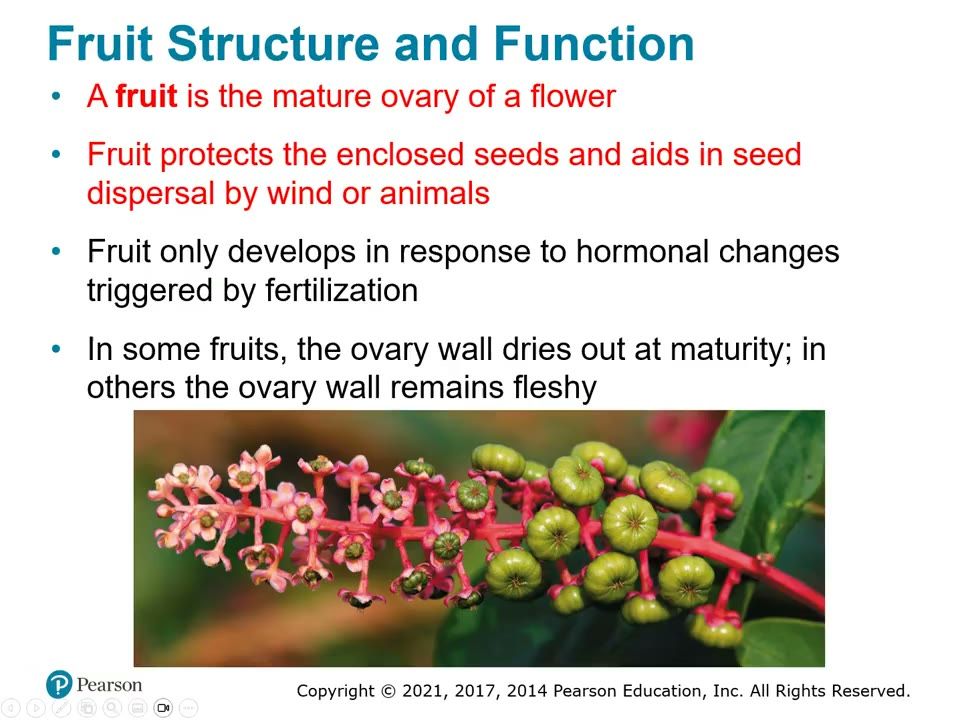 Fruit Structure and Function
• A fruit is the mature ovary of a flower
• Fruit protects the enclosed seeds and aids in seed
dispersal by wind or animals
• Fruit only develops in response to hormonal changes
triggered by fertilization
• In some fruits, the ovary wall dries out at maturity; in
others the ovary wall remains fleshy
P Pearson
Copyright © 2021, 2017, 2014 Pearson Education, Inc. All Rights Reserved.